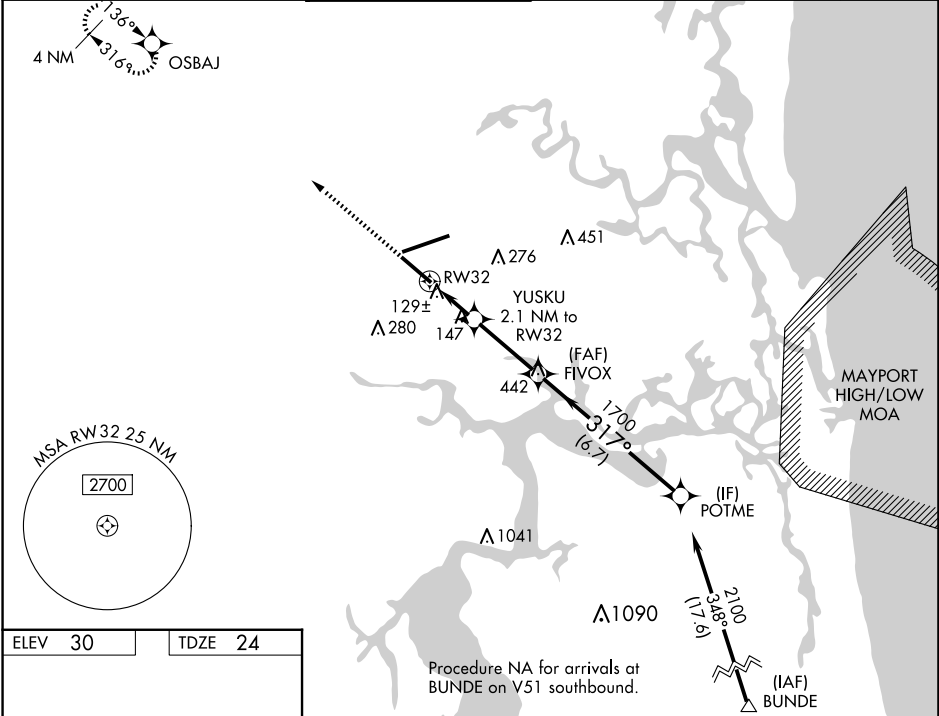 136°
316°
4 NM
OSBAJ
451
276
RW32
129±
YUSKU
2.1 NM to
RW32
280
147
(FAF)
FIVOX
442
MAYPORT
HIGH/LOW
MOA
1700
317°
(6.7)
MSA RW32 25 NM
2700
(IF)
POTME
1041
2100
348°
(17.6)
1090
ELEV 30
TDZE 24
Procedure NA for arrivals at
BUNDE on V51 southbound.
(IAF)
BUNDE